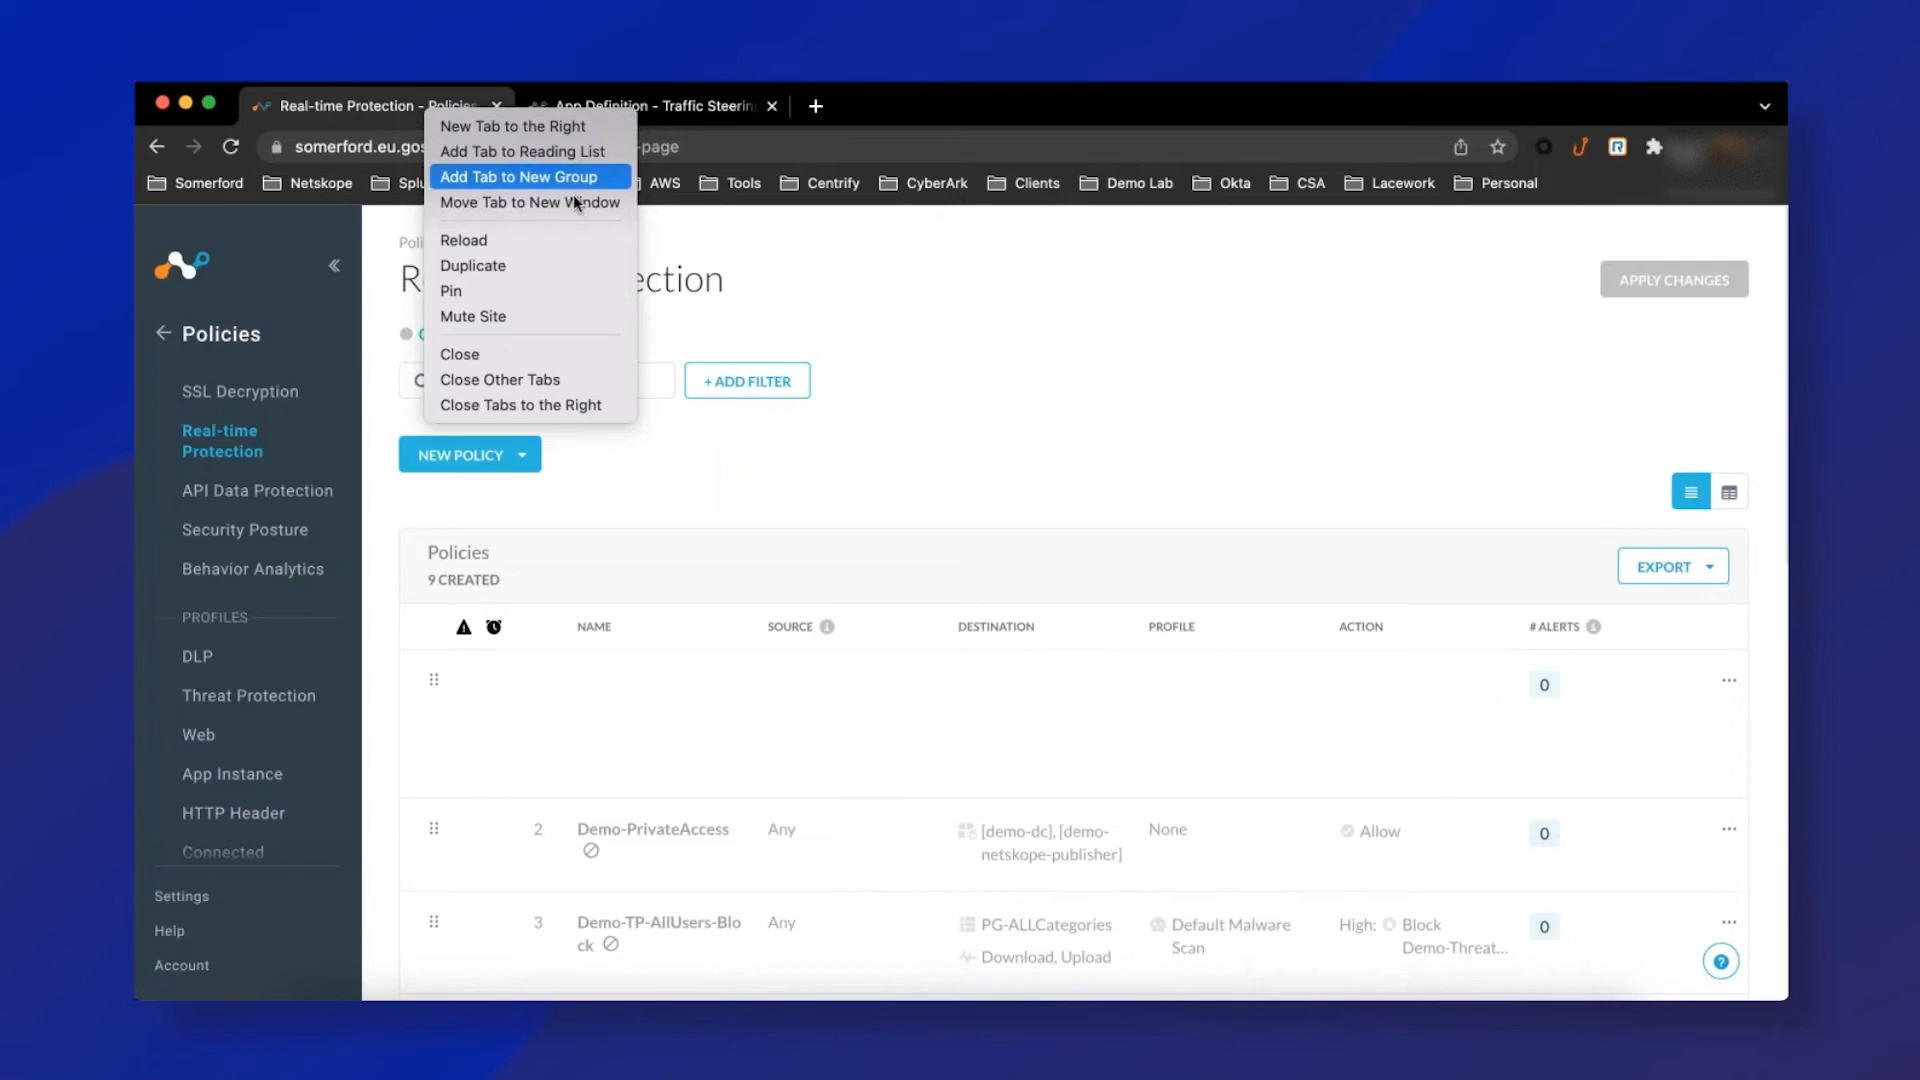 Real-time Protection - Policies
App Definition - Traffic Steerin
somerford.eu.gos
-page
Somerford
Netskope
Splu
AWS
Tools
Centrify
CyberArk
Clients
Demo Lab
Okta
CSA
Lacework
Personal
New Tab to the Right
Add Tab to Reading List
Add Tab to New Group
Move Tab to New Window
Reload
Duplicate
Pin
Mute Site
Close
Close Other Tabs
Close Tabs to the Right
Policies
SSL Decryption
Real-time
Protection
API Data Protection
Security Posture
Behavior Analytics
PROFILES
DLP
Threat Protection
Web
App Instance
HTTP Header
Connected
Settings
Help
Account
Poli
R
ection
APPLY CHANGES
+ ADD FILTER
NEW POLICY
Policies
9 CREATED
EXPORT
NAME
SOURCE
DESTINATION
PROFILE
ACTION
# ALERTS
0
2
Demo-PrivateAccess
Any
[demo-dc], [demo-
netskope-publisher]
None
Allow
0
3
Demo-TP-AllUsers-Blo
ck
Any
PG-ALLCategories
Download, Upload
Default Malware
Scan
High:
Block
Demo-Threat...
0